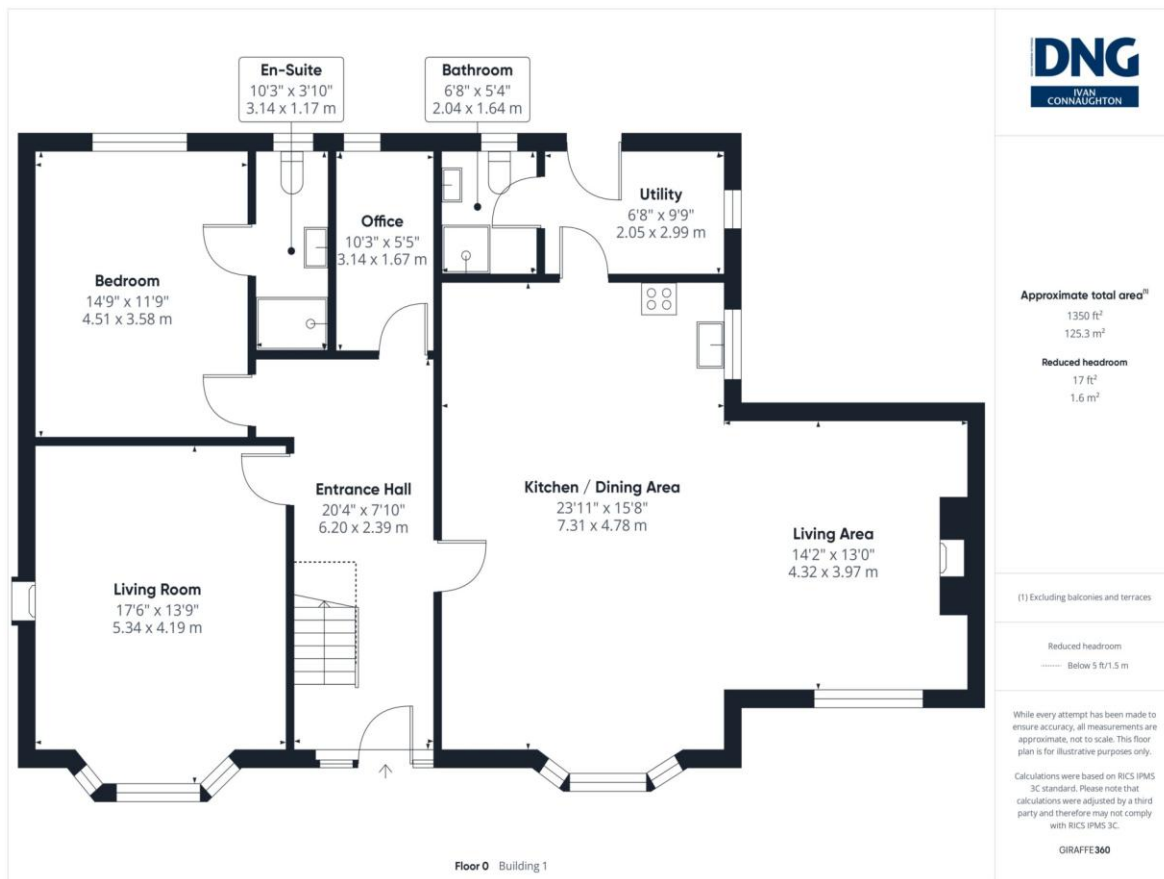 En-Suite
10'3" x 3'10"
3.14 x 1.17 m
Bathroom
6'8" x 5'4"
2.04 x 1.64 m
Office
10'3" x 5'5"
3.14 x 1.67 m
Utility
6'8" x 9'9"
2.05 x 2.99 m
Bedroom
14'9" x 11'9"
4.51 x 3.58 m
Entrance Hall
20'4" x 7'10"
6.20 x 2.39 m
Kitchen / Dining Area
23'11" x 15'8"
7.31 x 4.78 m
Living Area
14'2" x 13'0"
4.32 x 3.97 m
Living Room
17'6" x 13'9"
5.34 x 4.19 m
Floor 0 Building 1
DNG
IVAN
CONNAUGHTON
Approximate total area(1)
1350 ft²
125.3 m²
Reduced headroom
17 ft²
1.6 m²
(1) Excluding balconies and terraces
Reduced headroom
Below 5 ft/1.5 m
While every attempt has been made to
ensure accuracy, all measurements are
approximate, not to scale. This floor
plan is for illustrative purposes only.
Calculations were based on RICS IPMS
3C standard. Please note that
calculations were adjusted by a third
party and therefore may not comply
with RICS IPMS 3C.
GIRAFFE360